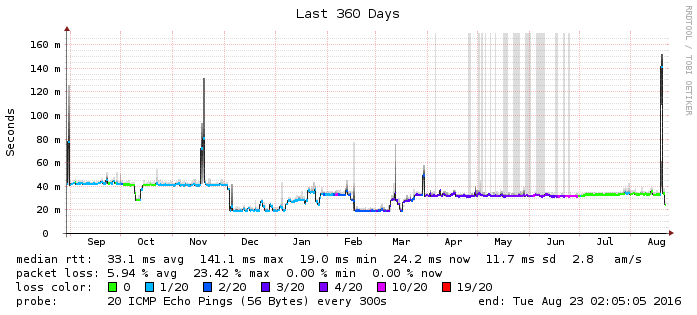 Last 360 Days
RRDTOOL / TOBI OETIKER
Seconds
160 m
140 m
120 m
100 m
80 m
60 m
40 m
20 m
0
Sep Oct Nov Dec Jan Feb Mar Apr May Jun Jul Aug
median rtt: 33.1 ms avg 141.1 ms max 19.0 ms min 24.2 ms now 11.7 ms sd 2.8 am/s
packet loss: 5.94 % avg 23.42 % max 0.00 % min 0.00 % now
loss color: 0 1/20 2/20 3/20 4/20 10/20 19/20
probe: 20 ICMP Echo Pings (56 Bytes) every 300s end: Tue Aug 23 02:05:05 2016